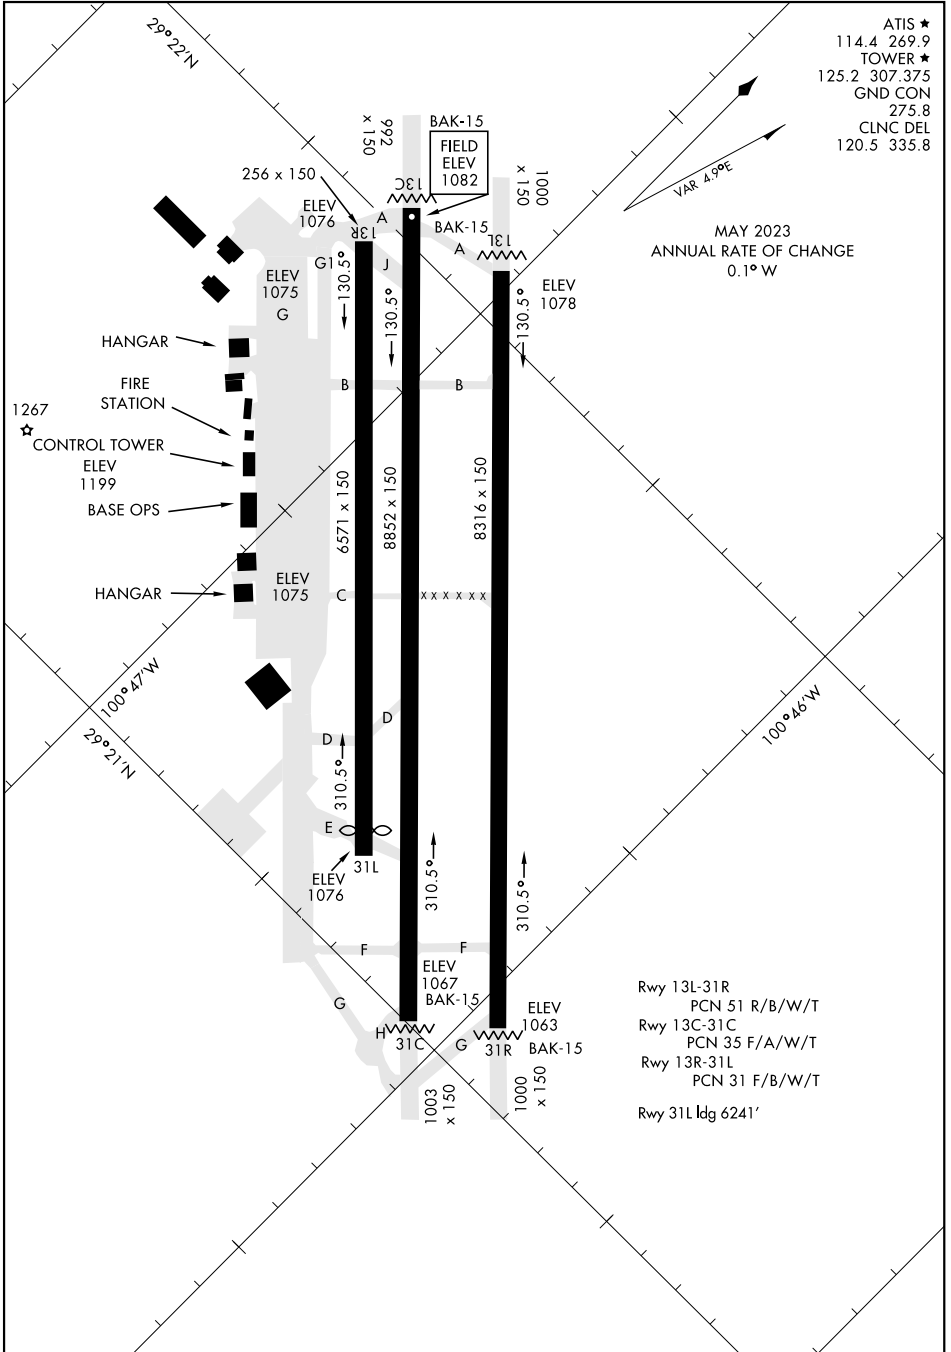 ATIS ★
114.4 269.9
TOWER ★
125.2 307.375
GND CON
275.8
CLNC DEL
120.5 335.8
29°22'N
VAR 4.9°E
MAY 2023
ANNUAL RATE OF CHANGE
0.1° W
992
x 150
BAK-15
FIELD
ELEV
1082
1000
x 150
256 x 150
ELEV
1076
13R
13C
13L
A
BAK-15
A
G1
J
130.5°
130.5°
130.5°
ELEV
1078
ELEV
1075
G
HANGAR
FIRE
STATION
1267
CONTROL TOWER
ELEV
1199
BASE OPS
HANGAR
B
B
6571 x 150
8852 x 150
8316 x 150
ELEV
1075
C
x x x x x x
100°47'W
29°21'N
100°46'W
D
D
310.5°
E
31L
ELEV
1076
310.5°
310.5°
F
F
G
ELEV
1067
BAK-15
H
31C
G
ELEV
1063
31R
BAK-15
1003
x 150
1000
x 150
Rwy 13L-31R
PCN 51 R/B/W/T
Rwy 13C-31C
PCN 35 F/A/W/T
Rwy 13R-31L
PCN 31 F/B/W/T
Rwy 31L ldg 6241'